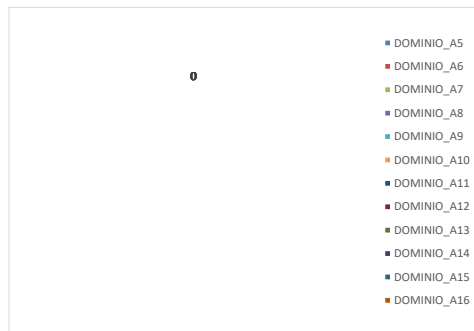 0
DOMINIO_A5
DOMINIO_A6
DOMINIO_A7
DOMINIO_A8
DOMINIO_A9
DOMINIO_A10
DOMINIO_A11
DOMINIO_A12
DOMINIO_A13
DOMINIO_A14
DOMINIO_A15
DOMINIO_A16